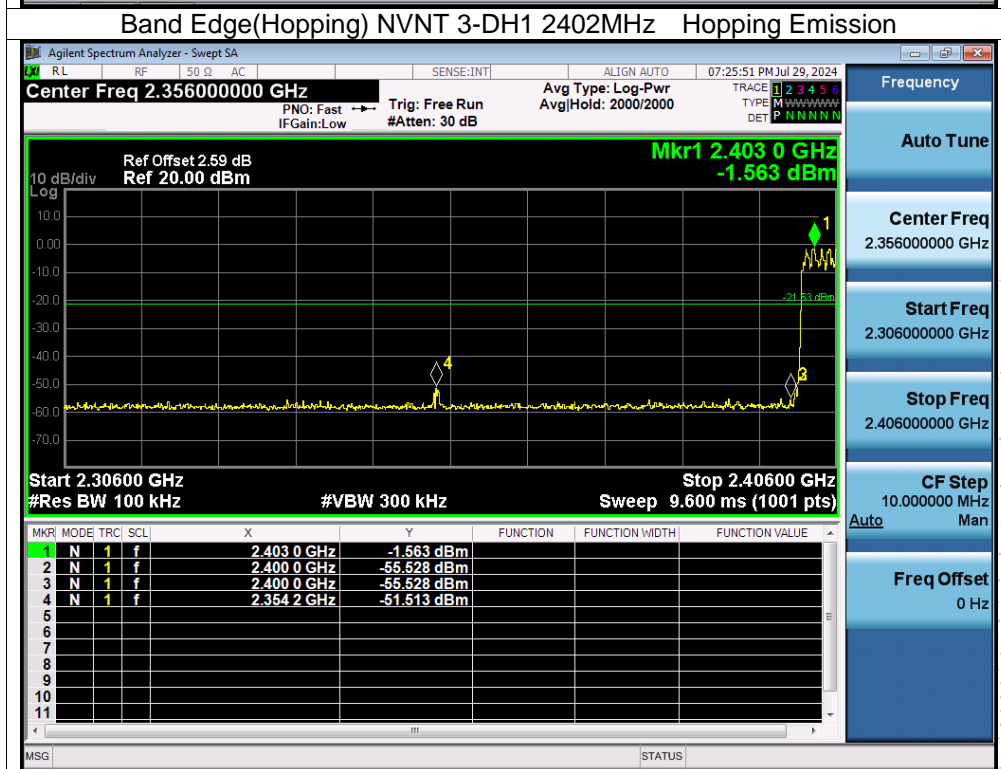 Band Edge(Hopping) NVNT 3-DH1 2402MHz Hopping Emission
Agilent Spectrum Analyzer - Swept SA
LXI RL RF 50 Ω AC SENSE:INT ALIGN AUTO 07:25:51 PM Jul 29, 2024
Center Freq 2.356000000 GHz
PNO: Fast
IFGain:Low
Trig: Free Run
#Atten: 30 dB
Avg Type: Log-Pwr
Avg|Hold: 2000/2000
TRACE 1 2 3 4 5 6
TYPE M WWWWW
DET P N N N N N
Frequency
Auto Tune
Center Freq
2.356000000 GHz
Start Freq
2.306000000 GHz
Stop Freq
2.406000000 GHz
CF Step
10.000000 MHz
Auto Man
Freq Offset
0 Hz
Mkr1 2.403 0 GHz
-1.563 dBm
Ref Offset 2.59 dB
10 dB/div Ref 20.00 dBm
Log
10.0
0.00
-10.0
-20.0
-30.0
-40.0
-50.0
-60.0
-70.0
1
-21.53 dBm
4
Start 2.30600 GHz Stop 2.40600 GHz
#Res BW 100 kHz #VBW 300 kHz Sweep 9.600 ms (1001 pts)
MKR MODE TRC SCL X Y FUNCTION FUNCTION WIDTH FUNCTION VALUE
1 N 1 f 2.403 0 GHz -1.563 dBm
2 N 1 f 2.400 0 GHz -55.528 dBm
3 N 1 f 2.400 0 GHz -55.528 dBm
4 N 1 f 2.354 2 GHz -51.513 dBm
5
6
7
8
9
10
11
MSG STATUS